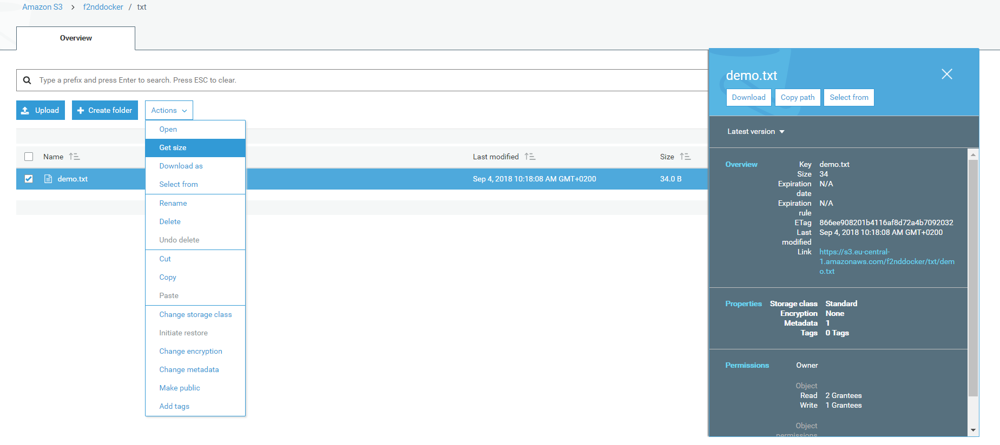 Amazon S3 > f2nddocker / txt
Overview
Type a prefix and press Enter to search. Press ESC to clear.
Upload
Create folder
Actions
Open
Get size
Download as
Select from
Rename
Delete
Undo delete
Cut
Copy
Paste
Change storage class
Initiate restore
Change encryption
Change metadata
Make public
Add tags
Name Last modified Size
demo.txt Sep 4, 2018 10:18:08 AM GMT+0200 34.0 B
demo.txt
Download Copy path Select from
Latest version
Overview Key demo.txt
Size 34
Expiration N/A
date
Expiration N/A
rule
ETag 866ee908201b4116af8d72a4b7092032
Last Sep 4, 2018 10:18:08 AM GMT+0200
modified
Link https://s3.eu-central-
1.amazonaws.com/f2nddocker/txt/dem
o.txt
Properties Storage class Standard
Encryption None
Metadata 1
Tags 0 Tags
Permissions Owner
Object
Read 2 Grantees
Write 1 Grantees
Object
permissions